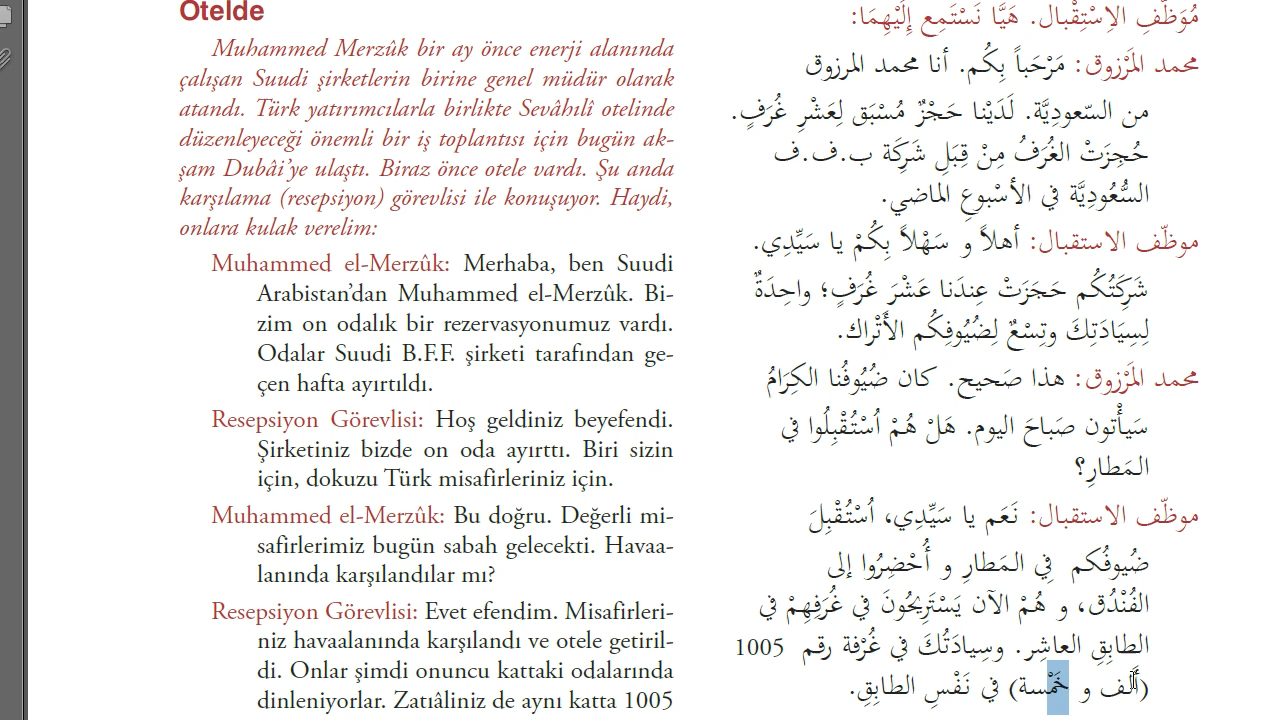 Otelde
Muhammed Merzûk bir ay önce enerji alanında
çalışan Suudi şirketlerin birine genel müdür olarak
atandı. Türk yatırımcılarla birlikte Sevâhılî otelinde
düzenleyeceği önemli bir iş toplantısı için bugün ak-
şam Dubâi’ye ulaştı. Biraz önce otele vardı. Şu anda
karşılama (resepsiyon) görevlisi ile konuşuyor. Haydi,
onlara kulak verelim:
Muhammed el-Merzûk: Merhaba, ben Suudi
Arabistan’dan Muhammed el-Merzûk. Bi-
zim on odalık bir rezervasyonumuz vardı.
Odalar Suudi B.F.F. şirketi tarafından ge-
çen hafta ayırtıldı.
Resepsiyon Görevlisi: Hoş geldiniz beyefendi.
Şirketiniz bizde on oda ayırttı. Biri sizin
için, dokuzu Türk misafirleriniz için.
Muhammed el-Merzûk: Bu doğru. Değerli mi-
safirlerimiz bugün sabah gelecekti. Havaa-
lanında karşılandılar mı?
Resepsiyon Görevlisi: Evet efendim. Misafirleri-
niz havaalanında karşılandı ve otele getiril-
di. Onlar şimdi onuncu kattaki odalarında
dinleniyorlar. Zatıâliniz de aynı katta 1005
مُوَظَّفِ الاِسْتِقْبال. هَيَّا نَسْتَمِع إِلَيْهِمَا:
محمد المَرْزوق: مَرْحَباً بِكُم. أنا محمد المرزوق
من السّعوديَّة. لَدَيْنا حَجْزٌ مُسْبَق لِعَشْرِ غُرَفٍ.
حُجِزَتْ الغُرَفُ مِنْ قِبَلِ شَرِكَة ب.ف.ف
السُّعُودِيَّة في الأسْبوعِ الماضي.
موظّف الاستقبال: أهلاً و سَهْلاً بِكُمْ يا سَيِّدِي.
شَرِكَتُكُم حَجَزَتْ عِندَنا عَشْرَ غُرَفٍ؛ واحِدَةٌ
لِسِيَادَتِكَ وتِسْعٌ لِضُيُوفِكُم الأَتْراك.
محمد المَرْزوق: هذا صَحيح. كان ضُيُوفُنا الكِرَامُ
سَيأْتون صَباحَ اليوم. هَلْ هُمْ اُسْتُقْبِلُوا في
المَطارِ؟
موظّف الاستقبال: نَعَم يا سَيِّدِي، اُسْتُقْبِلَ
ضُيوفُكم في المَطارِ و أُحْضِرُوا إلى
الفُنْدُق، و هُمْ الآن يَسْتَرِيحُونَ في غُرَفِهِمْ في
الطابِقِ العاشِر. وسِيادَتُكَ في غُرْفة رقم 1005
(أَلف و خَمْسة) في نَفْسِ الطابِقِ.